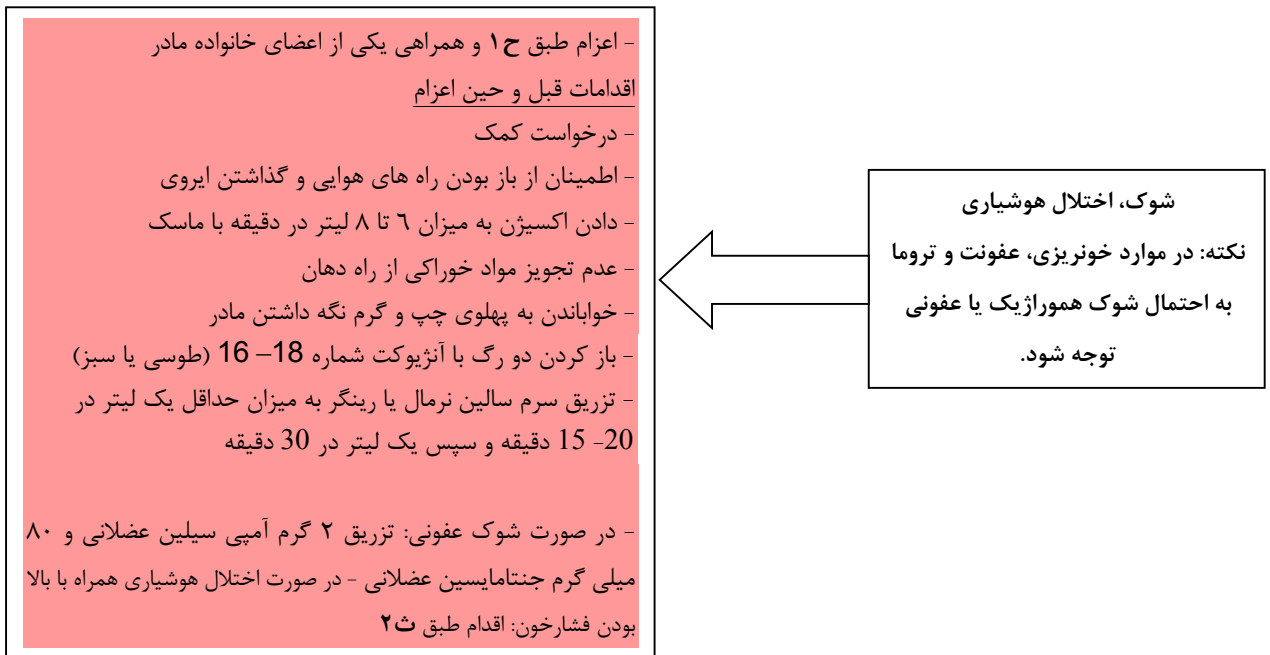 - اعزام طبق ح۱ و همراهی یکی از اعضای خانواده مادر
اقدامات قبل و حین اعزام
- درخواست کمک
- اطمینان از باز بودن راه های هوایی و گذاشتن ایروی
- دادن اکسیژن به میزان ٦ تا ٨ لیتر در دقیقه با ماسک
- عدم تجویز مواد خوراکی از راه دهان
- خواباندن به پهلوی چپ و گرم نگه داشتن مادر
- باز کردن دو رگ با آنژیوکت شماره 18– 16 (طوسی یا سبز)
- تزریق سرم سالین نرمال یا رینگر به میزان حداقل یک لیتر در
20- 15 دقیقه و سپس یک لیتر در 30 دقیقه
- در صورت شوک عفونی: تزریق ۲ گرم آمپی سیلین عضلانی و ۸۰
میلی گرم جنتامایسین عضلانی - در صورت اختلال هوشیاری همراه با بالا
بودن فشارخون: اقدام طبق ث۲
شوک، اختلال هوشیاری
نکته: در موارد خونریزی، عفونت و تروما
به احتمال شوک هموراژیک یا عفونی
توجه شود.